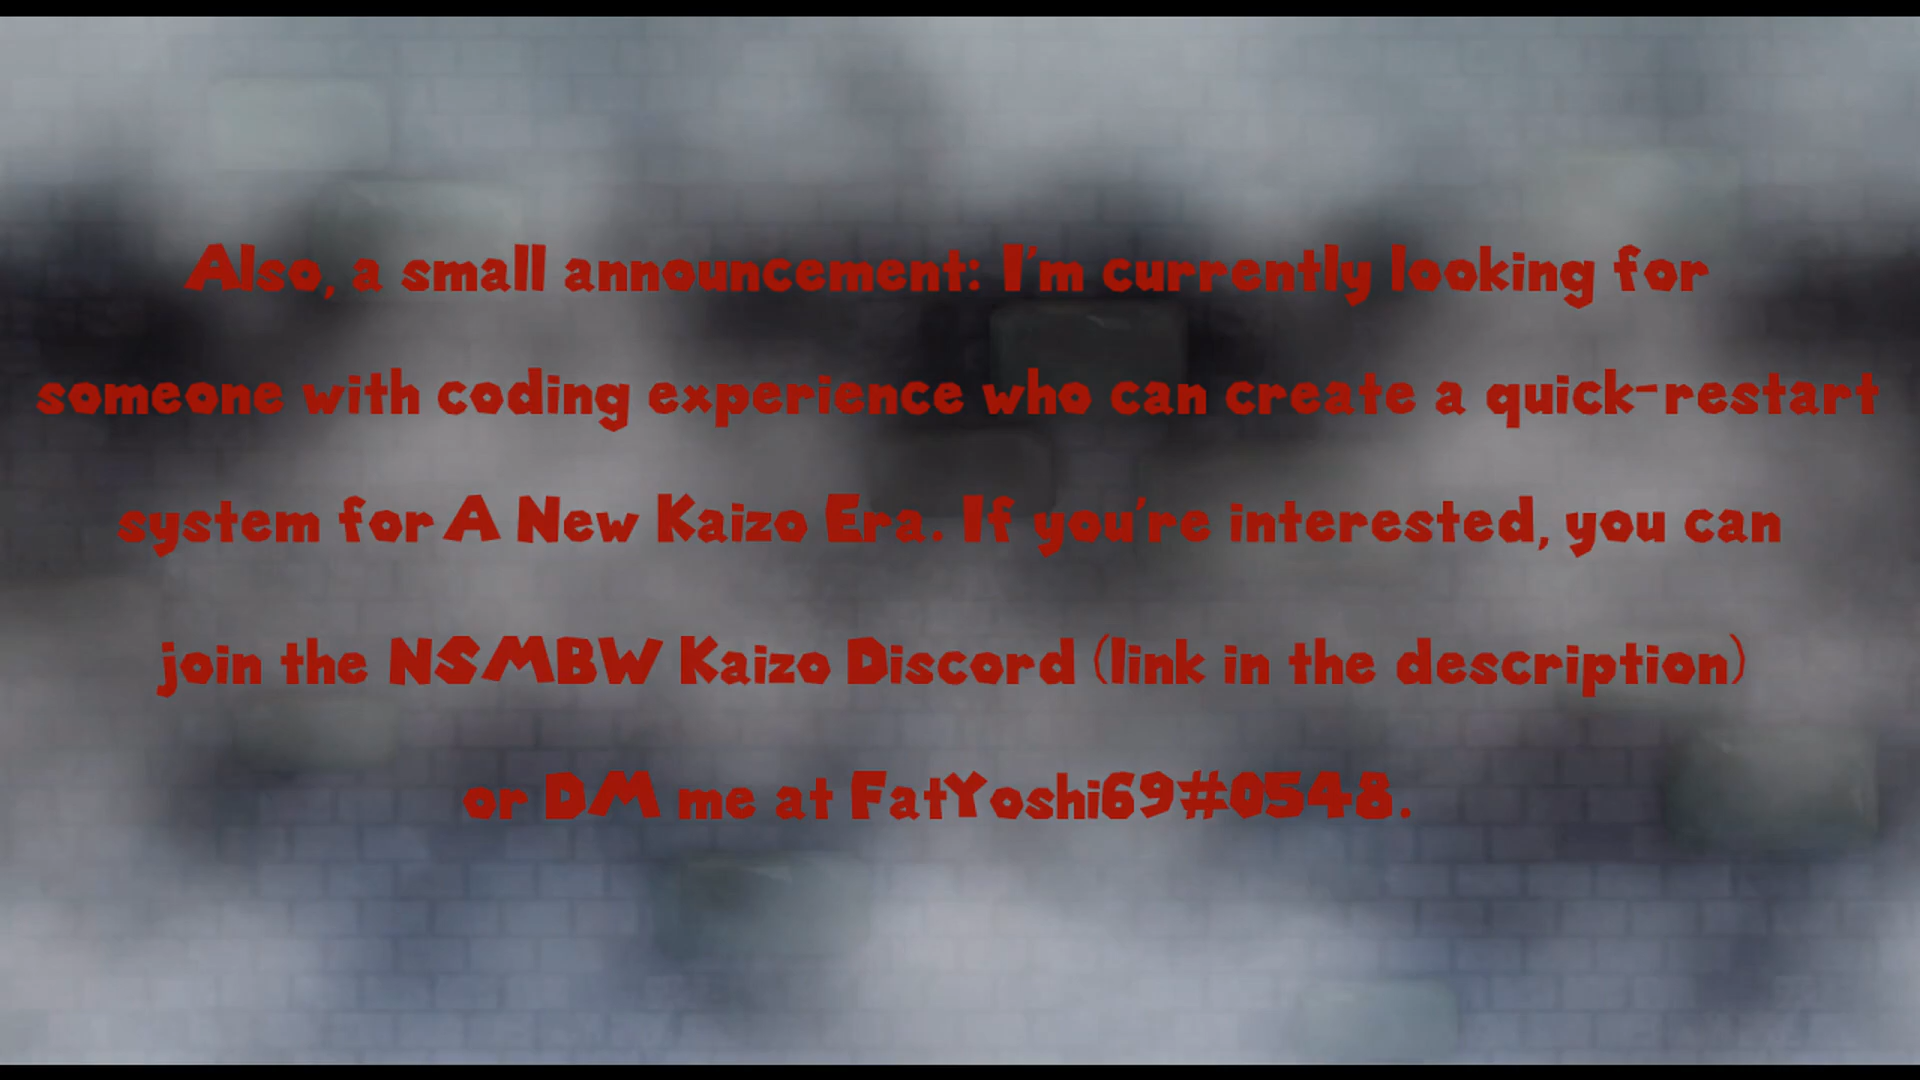 Also, a small announcement: I'm currently looking for
someone with coding experience who can create a quick-restart
system for A New Kaizo Era. If you're interested, you can
join the NSMBW Kaizo Discord (link in the description)
or DM me at FatYoshi69#0548.